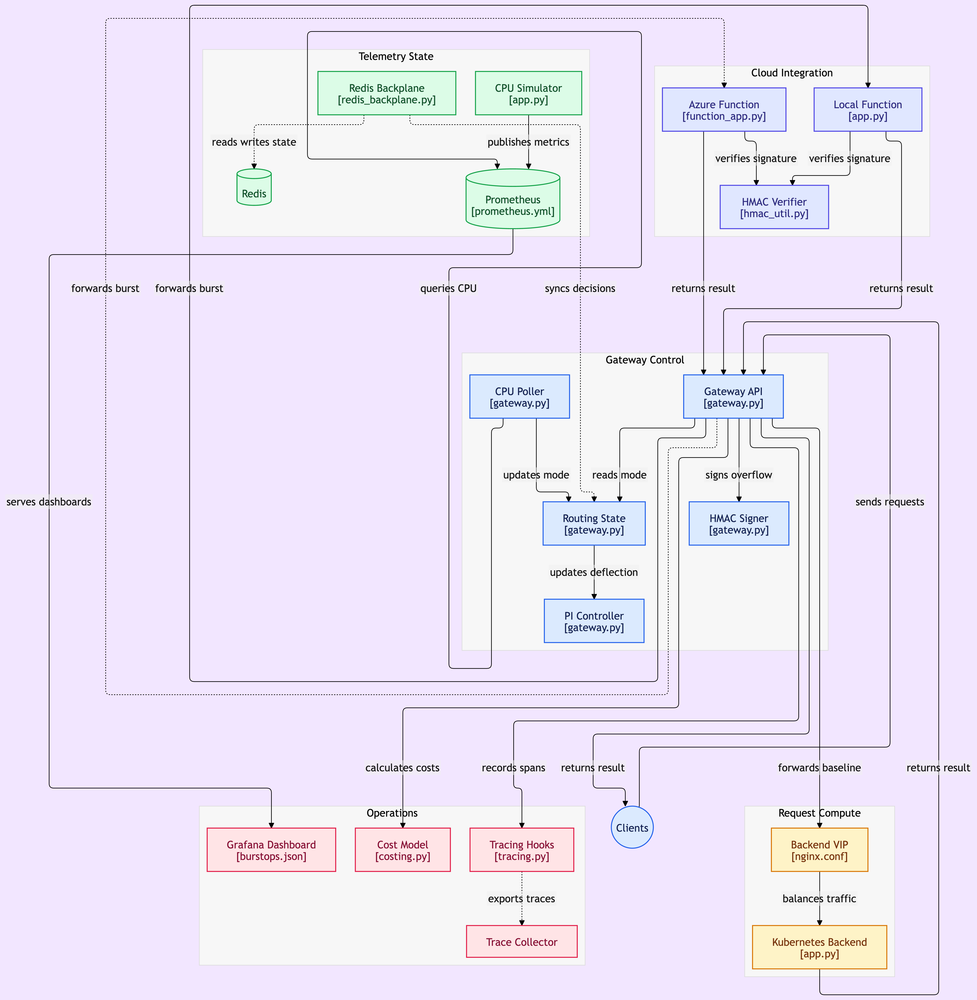 Telemetry State
Redis Backplane
[redis_backplane.py]
CPU Simulator
[app.py]
reads writes state
publishes metrics
Redis
Prometheus
[prometheus.yml]
Cloud Integration
Azure Function
[function_app.py]
Local Function
[app.py]
verifies signature
verifies signature
HMAC Verifier
[hmac_util.py]
forwards burst
forwards burst
queries CPU
syncs decisions
returns result
returns result
Gateway Control
CPU Poller
[gateway.py]
Gateway API
[gateway.py]
updates mode
reads mode
signs overflow
serves dashboards
sends requests
Routing State
[gateway.py]
HMAC Signer
[gateway.py]
updates deflection
PI Controller
[gateway.py]
calculates costs
records spans
returns result
forwards baseline
returns result
Operations
Grafana Dashboard
[burstops.json]
Cost Model
[costing.py]
Tracing Hooks
[tracing.py]
exports traces
Trace Collector
Clients
Request Compute
Backend VIP
[nginx.conf]
balances traffic
Kubernetes Backend
[app.py]